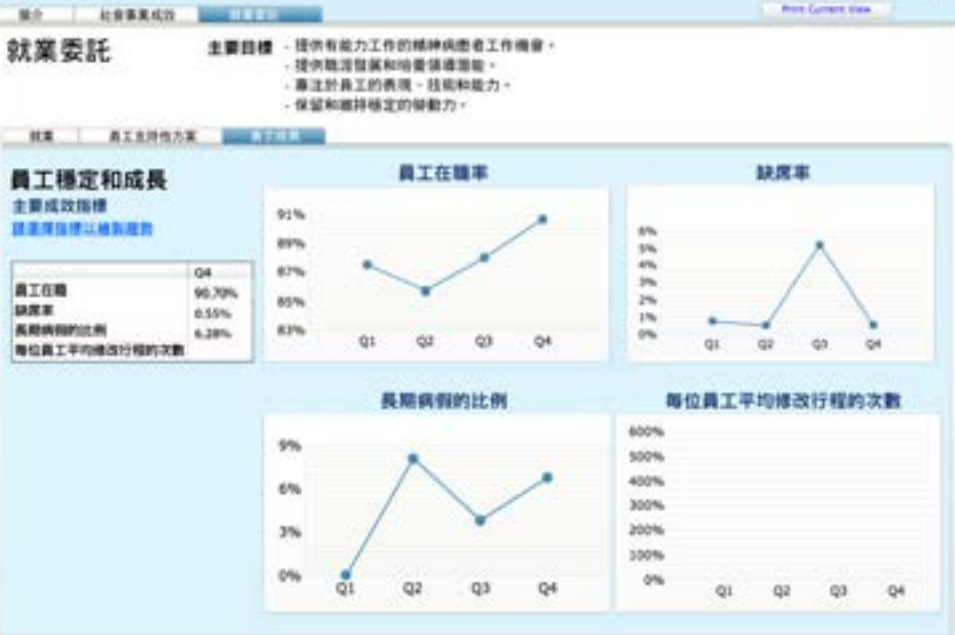 簡介
社會事業成效
就業委託
Print Current View
就業委託
主要目標
- 提供有能力工作的精神病患者工作機會。
- 提供職涯發展和培養領導潛能。
- 專注於員工的表現、技術和能力。
- 保留和維持穩定的勞動力。
就業
員工支持性方案
員工成長
員工穩定和成長
主要成效指標
請選擇指標以繪製趨勢
Q4
員工在職 90.70%
缺席率 0.55%
長期病假的比例 6.28%
每位員工平均修改行程的次數
員工在職率
91%
89%
87%
85%
83%
Q1 Q2 Q3 Q4
缺席率
6%
5%
4%
3%
2%
1%
0%
Q1 Q2 Q3 Q4
長期病假的比例
9%
6%
3%
0%
Q1 Q2 Q3 Q4
每位員工平均修改行程的次數
600%
500%
400%
300%
200%
100%
0%
Q1 Q2 Q3 Q4